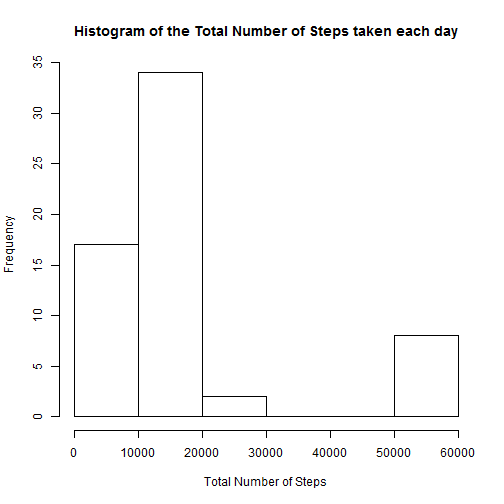 Histogram of the Total Number of Steps taken each day
Frequency
35
30
25
20
15
10
5
0
0 10000 20000 30000 40000 50000 60000
Total Number of Steps